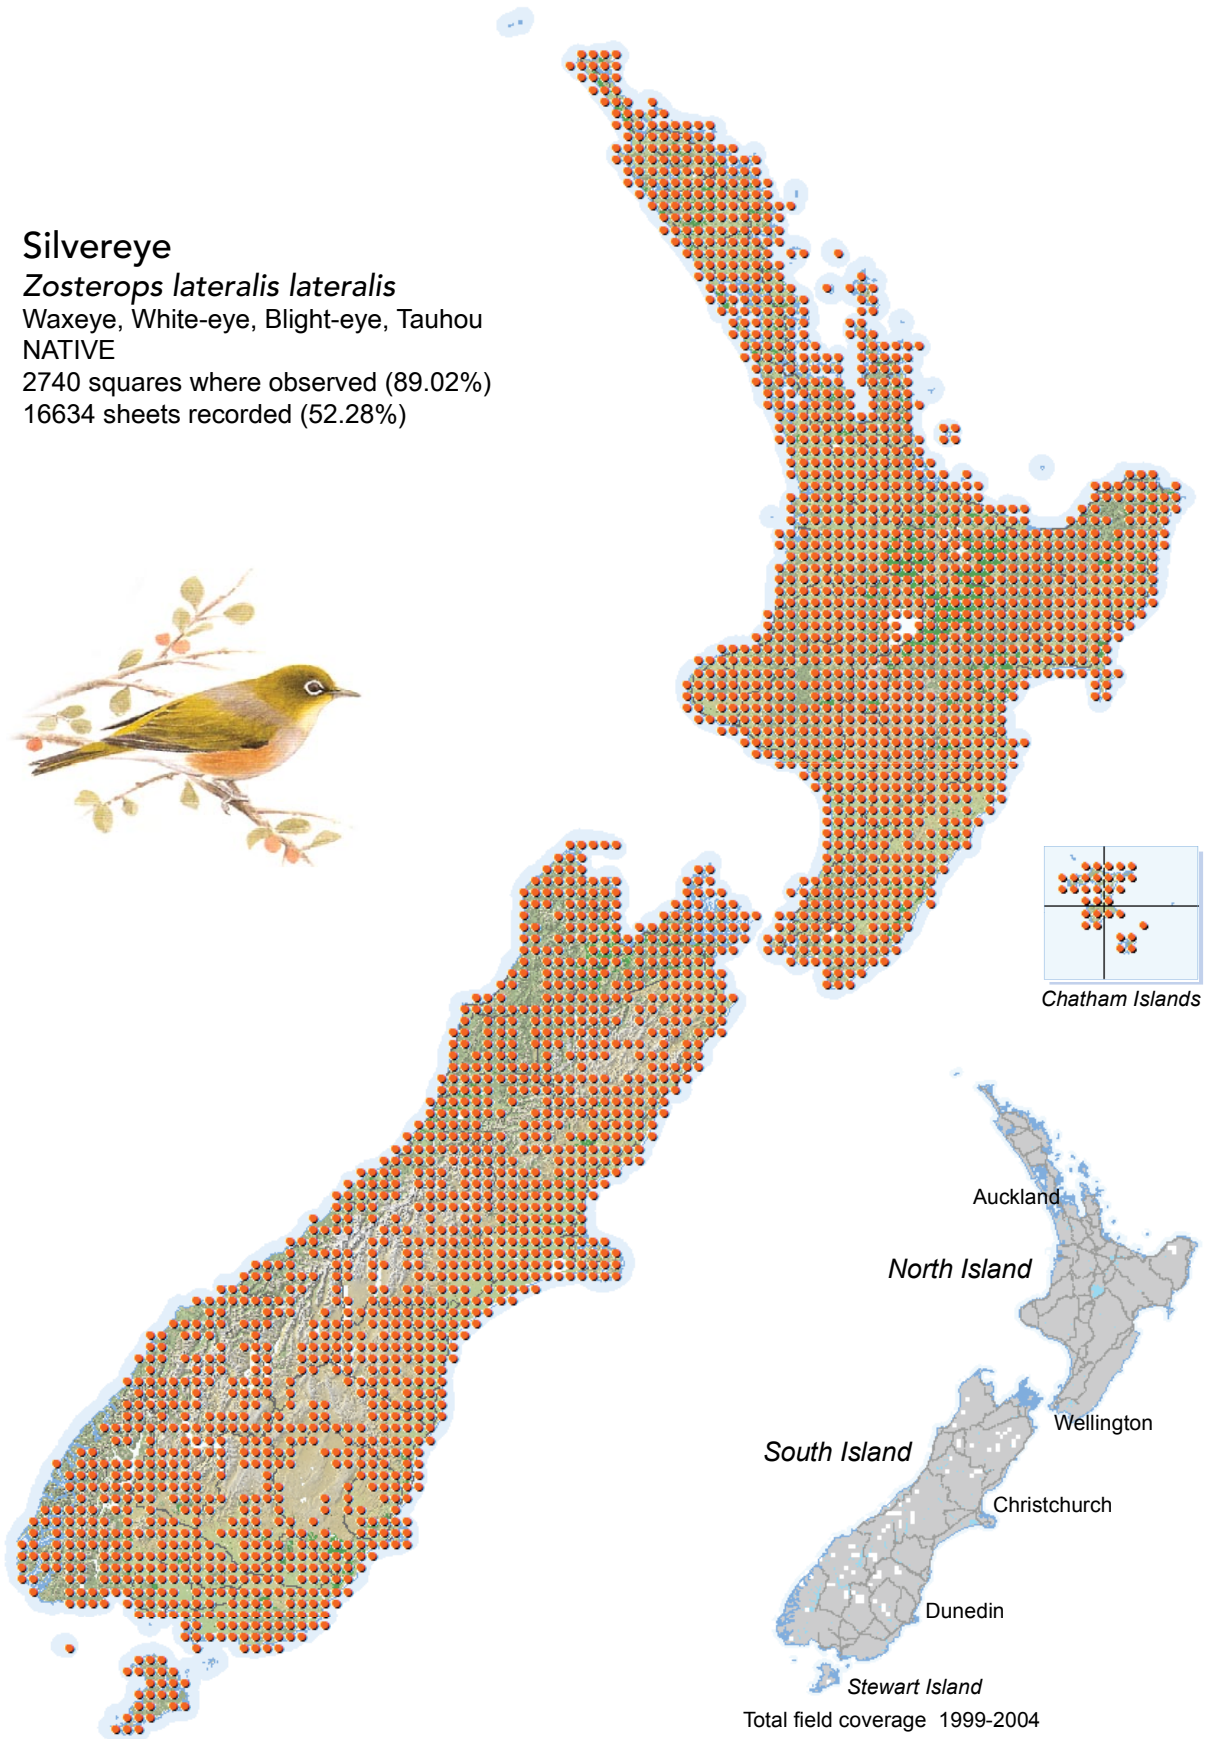 Silvereye
Zosterops lateralis lateralis
Waxeye, White-eye, Blight-eye, Tauhou
NATIVE
2740 squares where observed (89.02%)
16634 sheets recorded (52.28%)
Chatham Islands
Auckland
North Island
Wellington
South Island
Christchurch
Dunedin
Stewart Island
Total field coverage 1999-2004